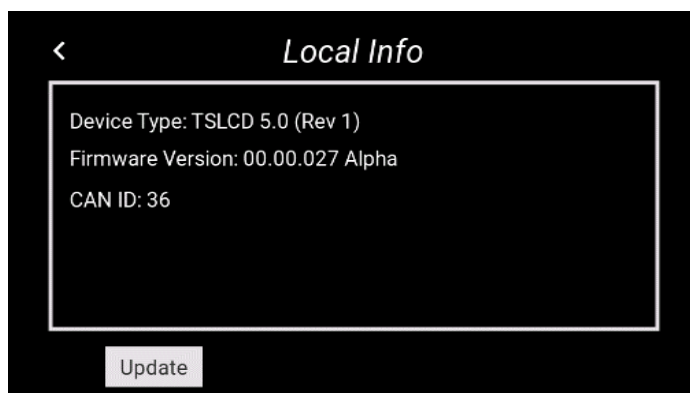 Local Info
Device Type: TSLCD 5.0 (Rev 1)
Firmware Version: 00.00.027 Alpha
CAN ID: 36
Update